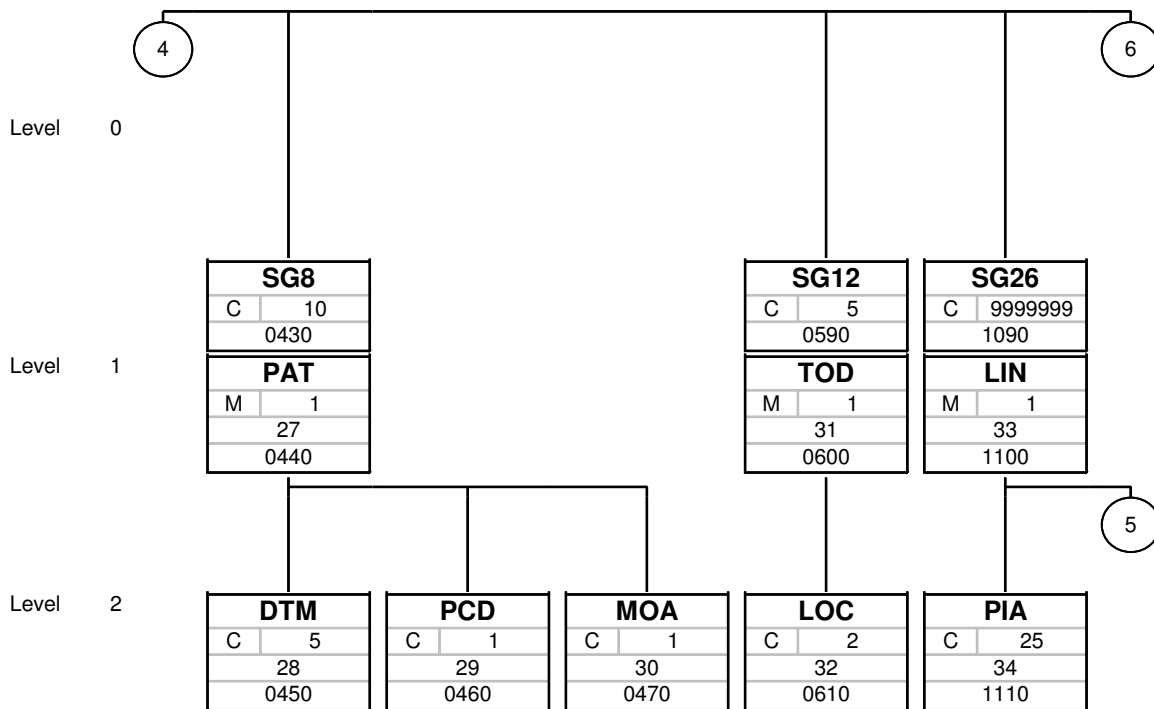 4
6
Level 0
SG8
C 10
0430
SG12
C 5
0590
SG26
C 9999999
1090
Level 1
PAT
M 1
27
0440
TOD
M 1
31
0600
LIN
M 1
33
1100
5
Level 2
DTM
C 5
28
0450
PCD
C 1
29
0460
MOA
C 1
30
0470
LOC
C 2
32
0610
PIA
C 25
34
1110